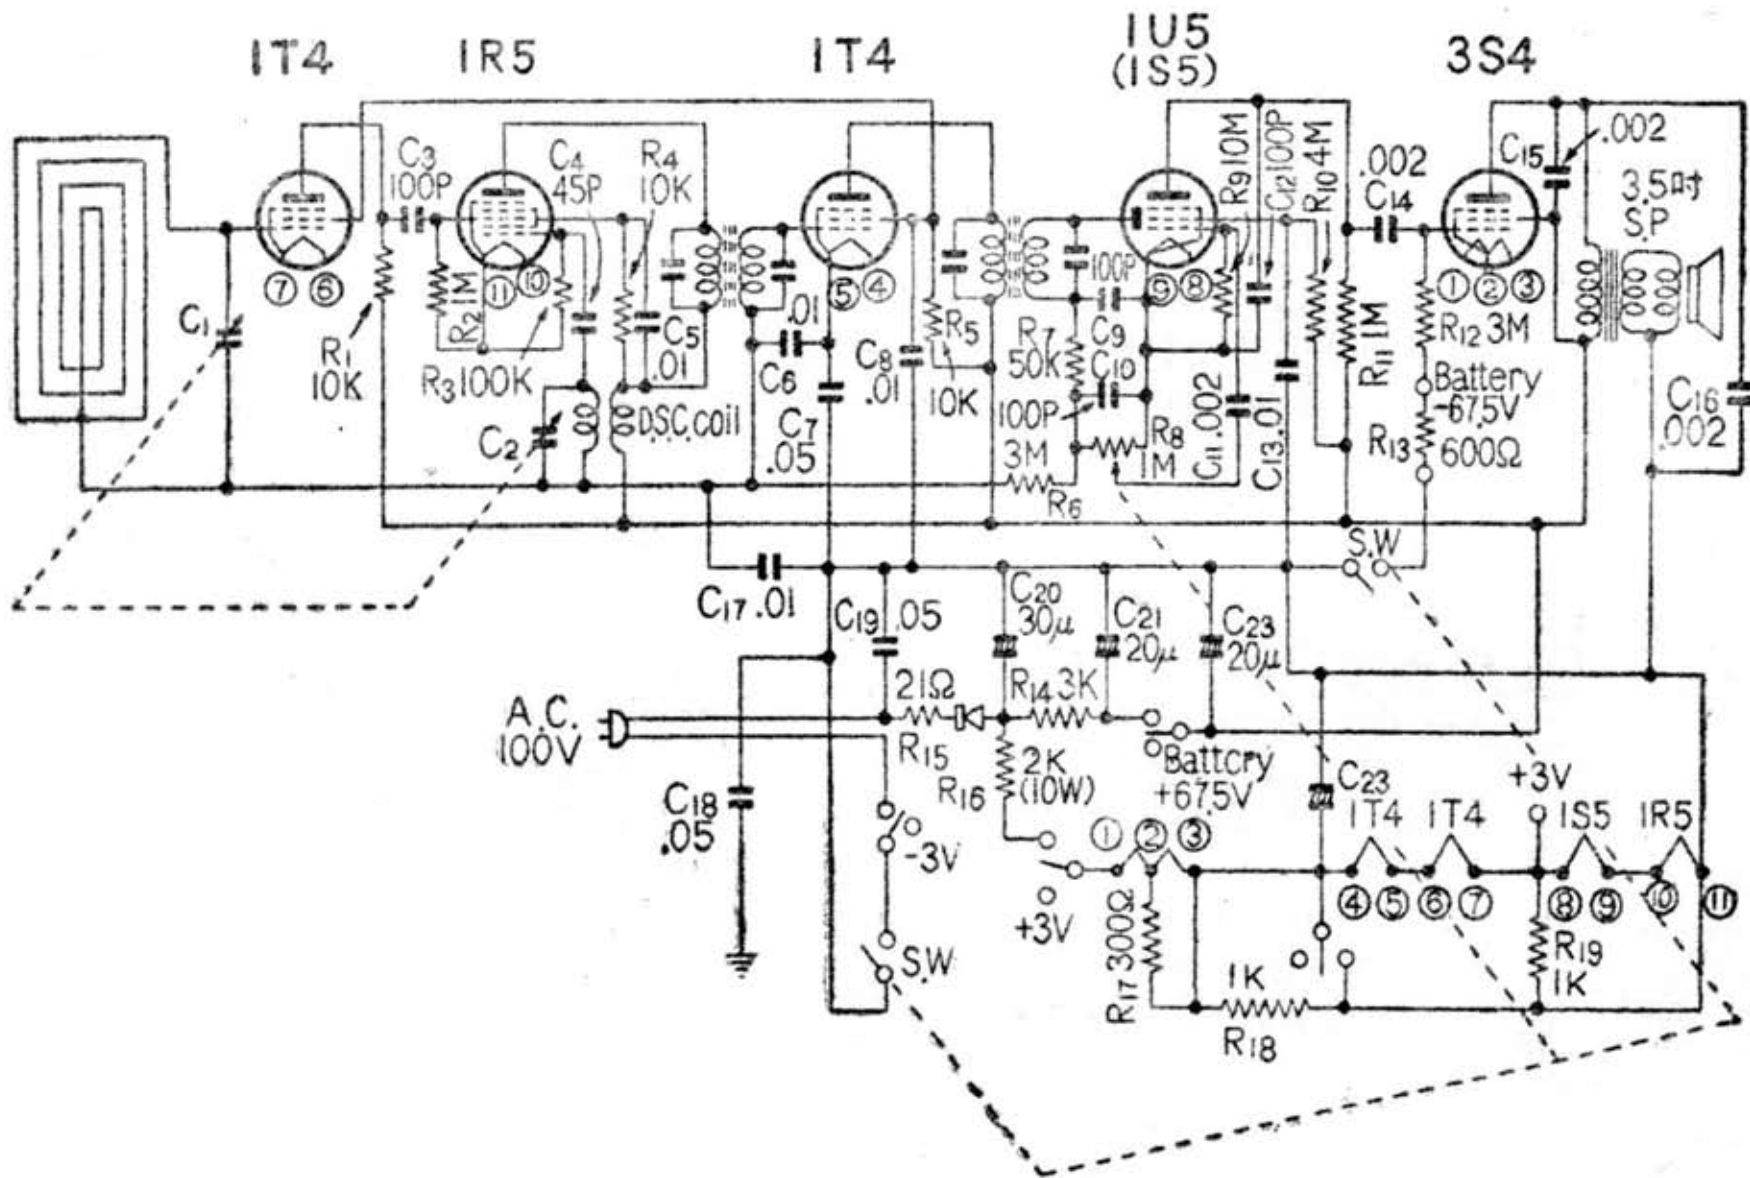 1T4
1R5
1T4
1U5
(1S5)
3S4
C3
100P
C4
45P
R4
10K
R9 10M
C12 100P
R10 4M
.002
C14
C15
.002
3.5吋
S.P
⑦ ⑥
⑪ ⑩
⑤ ④
⑨ ⑧
① ② ③
C1
R1
10K
R2 1M
R3 100K
C5
.01
.01
C6
C7
.05
C8
.01
R5
10K
100P
C9
R7
50K
C10
100P
R8
1M
3M
R6
C11 .002
C13 .01
R11 1M
R12 3M
Battery
-67.5V
R13
600Ω
C16
.002
C2
D.S.C. coil
S.W
C17 .01
C19 .05
C20
30μ
C21
20μ
C23
20μ
21Ω
R14 3K
A.C.
100V
R15
R16
2K
(10W)
Battcry
+67.5V
C18
.05
-3V
S.W
+3V
① ② ③
R17 300Ω
1K
R18
C23
+3V
1T4 1T4 1S5 1R5
④ ⑤ ⑥ ⑦ ⑧ ⑨ ⑩ ⑪
R19
1K